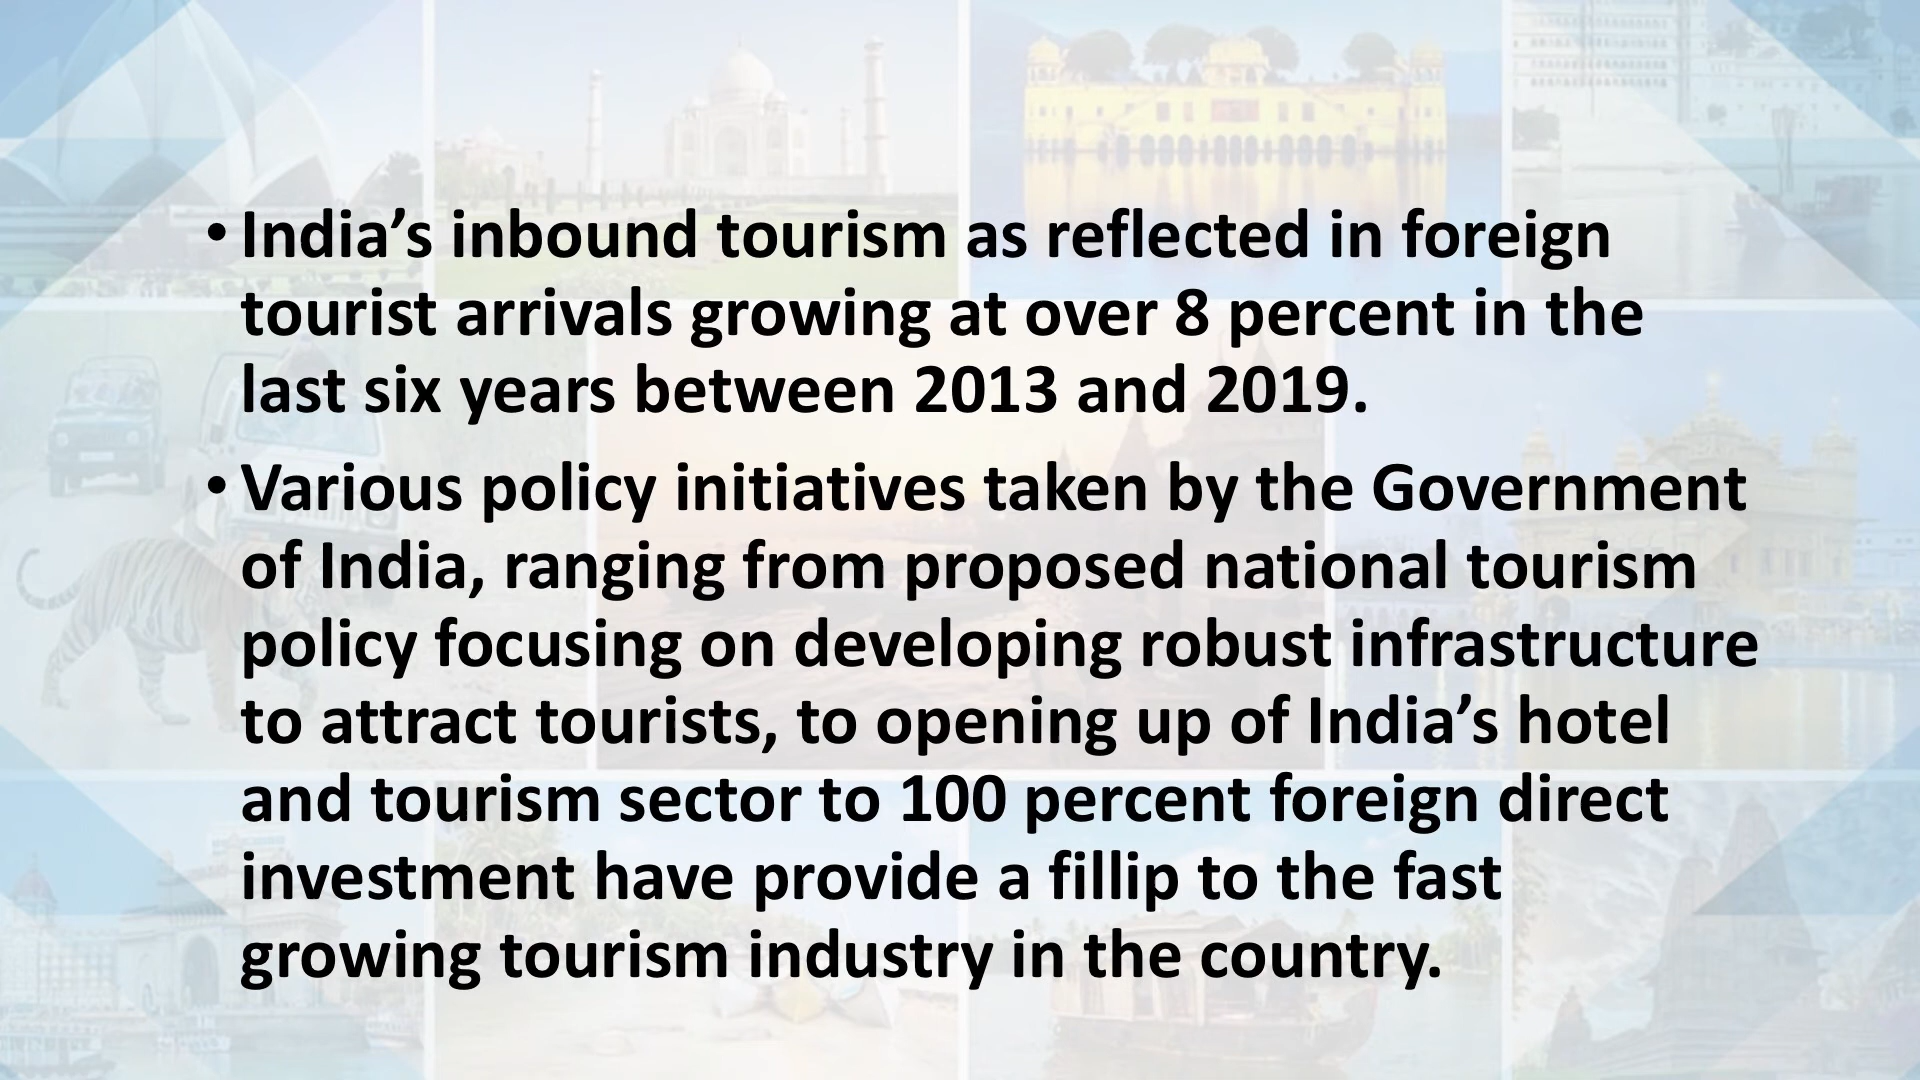 • India’s inbound tourism as reflected in foreign
tourist arrivals growing at over 8 percent in the
last six years between 2013 and 2019.
• Various policy initiatives taken by the Government
of India, ranging from proposed national tourism
policy focusing on developing robust infrastructure
to attract tourists, to opening up of India’s hotel
and tourism sector to 100 percent foreign direct
investment have provide a fillip to the fast
growing tourism industry in the country.